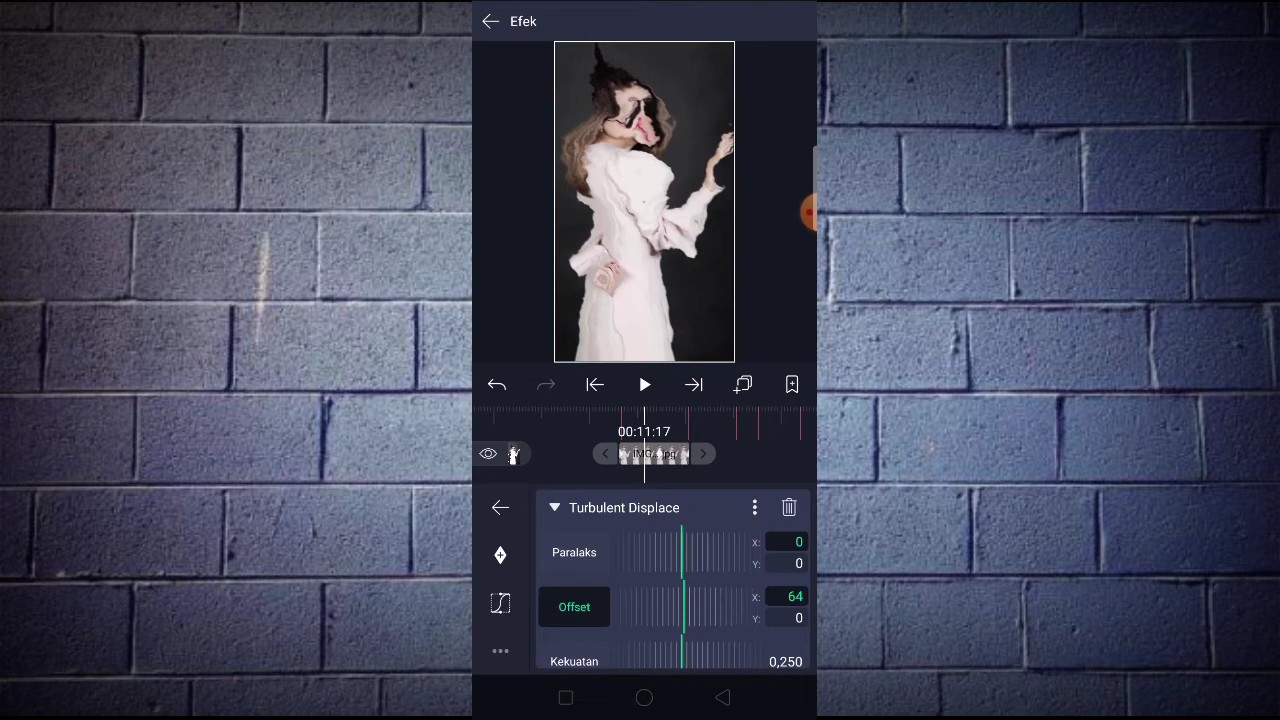 Efek
00:11:17
Turbulent Displace
Paralaks
X: 0
Y: 0
Offset
X: 64
Y: 0
Kekuatan
0,250